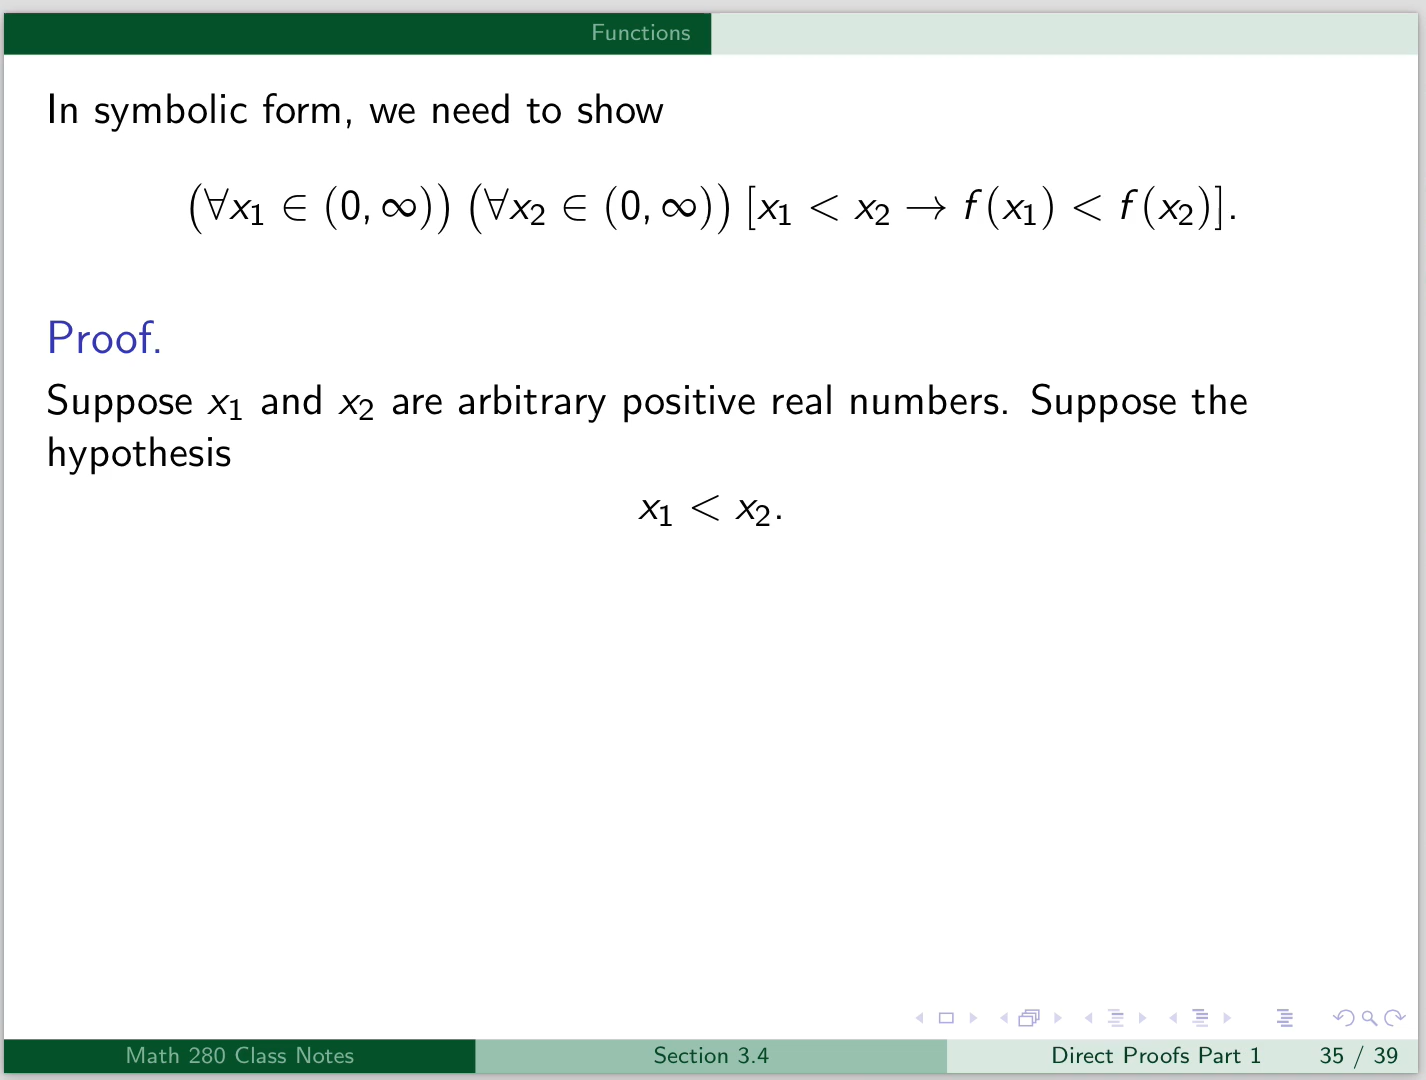 Functions
In symbolic form, we need to show
(∀x₁ ∈ (0, ∞)) (∀x₂ ∈ (0, ∞)) [x₁ < x₂ → f(x₁) < f(x₂)].
Proof.
Suppose x₁ and x₂ are arbitrary positive real numbers. Suppose the
hypothesis
x₁ < x₂.
Math 280 Class Notes Section 3.4 Direct Proofs Part 1 35 / 39